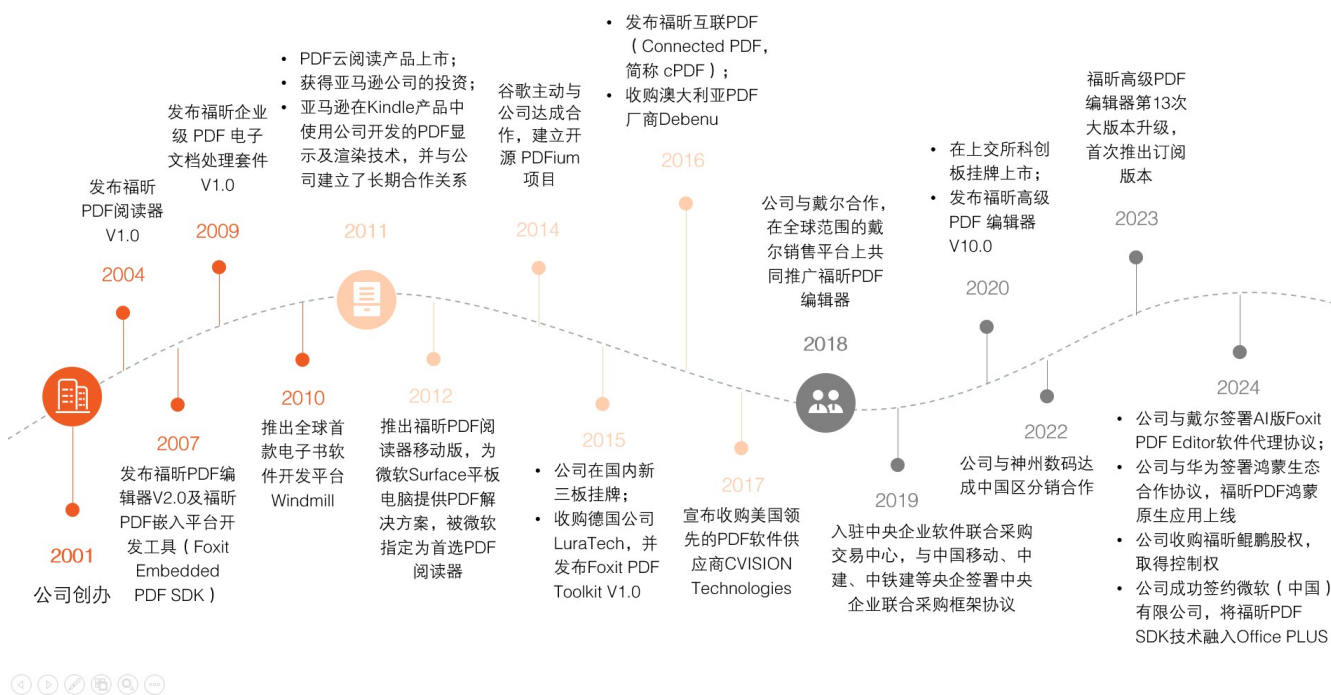 2001
公司创办
发布福昕
PDF阅读器
V1.0
2004
2007
发布福昕PDF编
辑器V2.0及福昕
PDF嵌入平台开
发工具（Foxit
Embedded
PDF SDK）
发布福昕企业
级 PDF 电子
文档处理套件
V1.0
2009
2010
推出全球首
款电子书软
件开发平台
Windmill
• PDF云阅读产品上市；
• 获得亚马逊公司的投资；
• 亚马逊在Kindle产品中
使用公司开发的PDF显
示及渲染技术，并与公
司建立了长期合作关系
2011
2012
推出福昕PDF阅
读器移动版，为
微软Surface平板
电脑提供PDF解
决方案，被微软
指定为首选PDF
阅读器
谷歌主动与
公司达成合
作，建立开
源 PDFium
项目
2014
2015
• 公司在国内新
三板挂牌；
• 收购德国公司
LuraTech，并
发布Foxit PDF
Toolkit V1.0
• 发布福昕互联PDF
（Connected PDF，
简称 cPDF）；
• 收购澳大利亚PDF
厂商Debenu
2016
2017
宣布收购美国领
先的PDF软件供
应商CVISION
Technologies
公司与戴尔合作，
在全球范围的戴
尔销售平台上共
同推广福昕PDF
编辑器
2018
2019
入驻中央企业软件联合采购
交易中心，与中国移动、中
建、中铁建等央企签署中央
企业联合采购框架协议
• 在上交所科创
板挂牌上市；
• 发布福昕高级
PDF 编辑器
V10.0
2020
2022
公司与神州数码达
成中国区分销合作
福昕高级PDF
编辑器第13次
大版本升级，
首次推出订阅
版本
2023
2024
• 公司与戴尔签署AI版Foxit
PDF Editor软件代理协议；
• 公司与华为签署鸿蒙生态
合作协议，福昕PDF鸿蒙
原生应用上线
• 公司收购福昕鲲鹏股权，
取得控制权
• 公司成功签约微软（中国）
有限公司，将福昕PDF
SDK技术融入Office PLUS